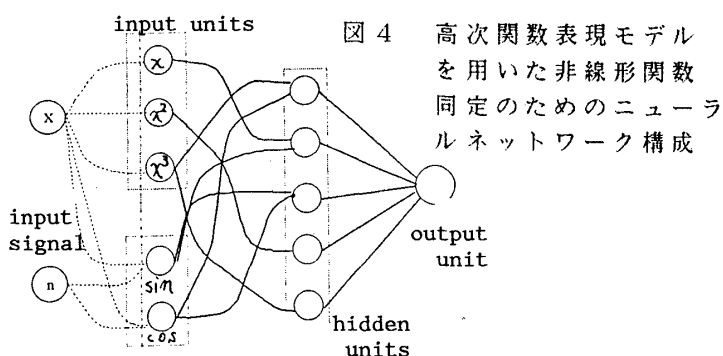 input units
図4 高次関数表現モデル
を用いた非線形関数
同定のためのニューラ
ルネットワーク構成
x
x
x²
x³
input
signal
n
sin
cos
hidden
units
output
unit